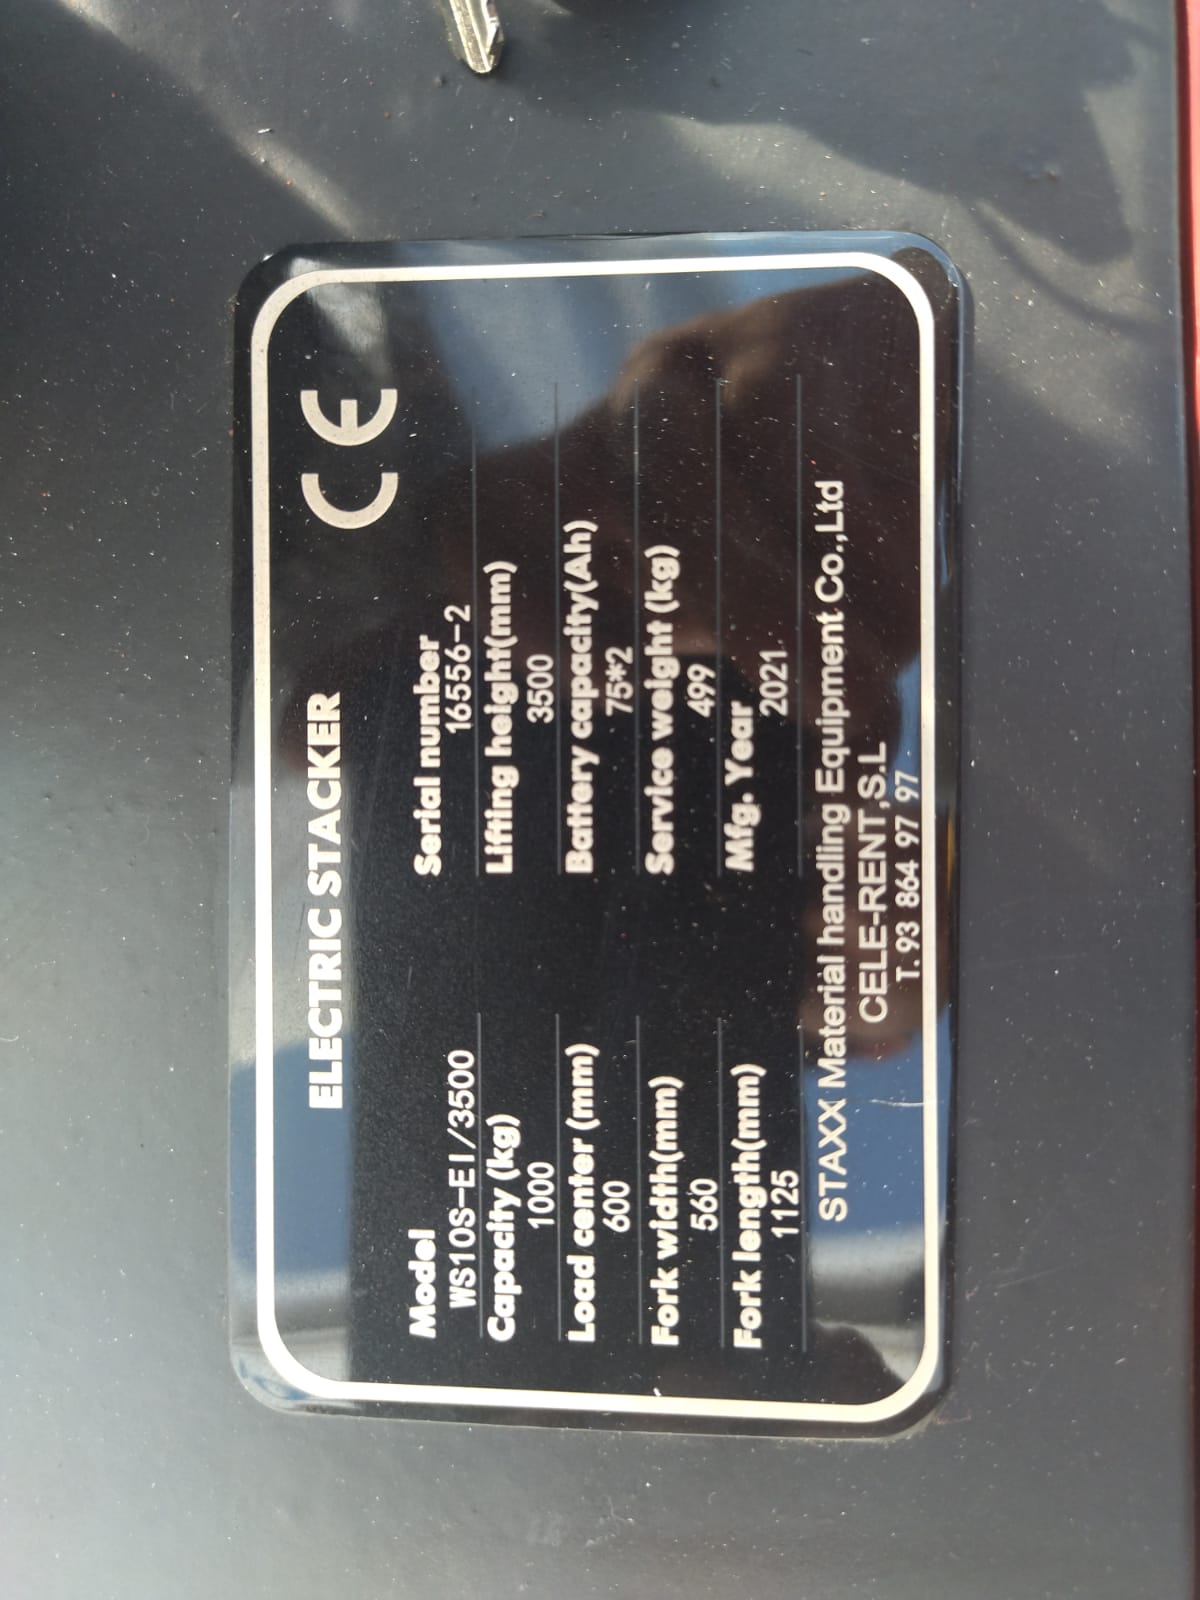 ELECTRIC STACKER
CE
Model
WS10S-EI/3500
Serial number
16556-2
Capacity (kg)
1000
Lifting height(mm)
3500
Load center (mm)
600
Battery capacity(Ah)
75*2
Fork width(mm)
560
Service weight (kg)
499
Fork length(mm)
1125
Mfg. Year
2021
STAXX Material handling Equipment Co.,Ltd
CELE-RENT,S.L
T. 93 864 97 97